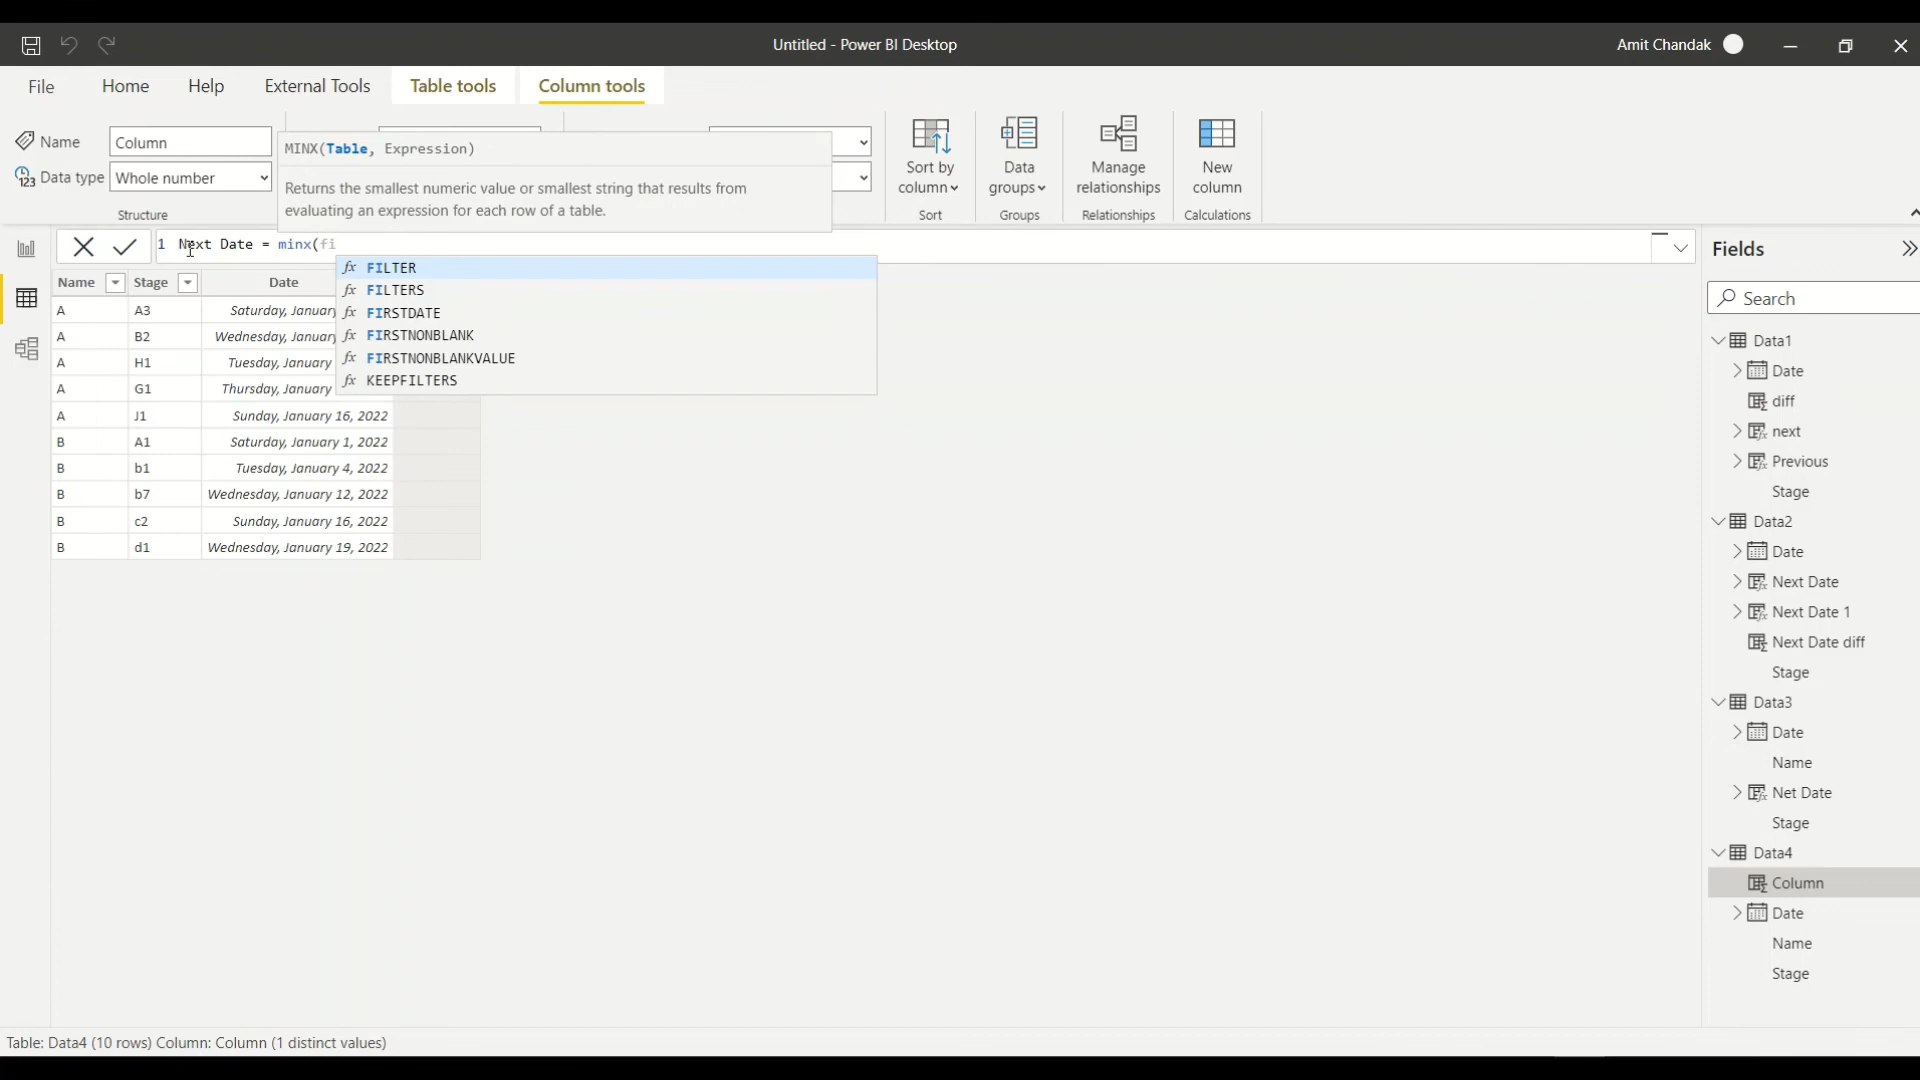 Untitled - Power BI Desktop
Amit Chandak
File Home Help External Tools Table tools Column tools
Name Column
Data type Whole number
Structure
MINX(Table, Expression)
Returns the smallest numeric value or smallest string that results from
evaluating an expression for each row of a table.
Sort by
column
Sort
Data
groups
Groups
Manage
relationships
Relationships
New
column
Calculations
1 Next Date = minx(fi
FILTER
FILTERS
FIRSTDATE
FIRSTNONBLANK
FIRSTNONBLANKVALUE
KEEPFILTERS
Name Stage Date
A A3 Saturday, January
A B2 Wednesday, January
A H1 Tuesday, January
A G1 Thursday, January
A J1 Sunday, January 16, 2022
B A1 Saturday, January 1, 2022
B b1 Tuesday, January 4, 2022
B b7 Wednesday, January 12, 2022
B c2 Sunday, January 16, 2022
B d1 Wednesday, January 19, 2022
Fields
Search
Data1
Date
diff
next
Previous
Stage
Data2
Date
Next Date
Next Date 1
Next Date diff
Stage
Data3
Date
Name
Net Date
Stage
Data4
Column
Date
Name
Stage
Table: Data4 (10 rows) Column: Column (1 distinct values)